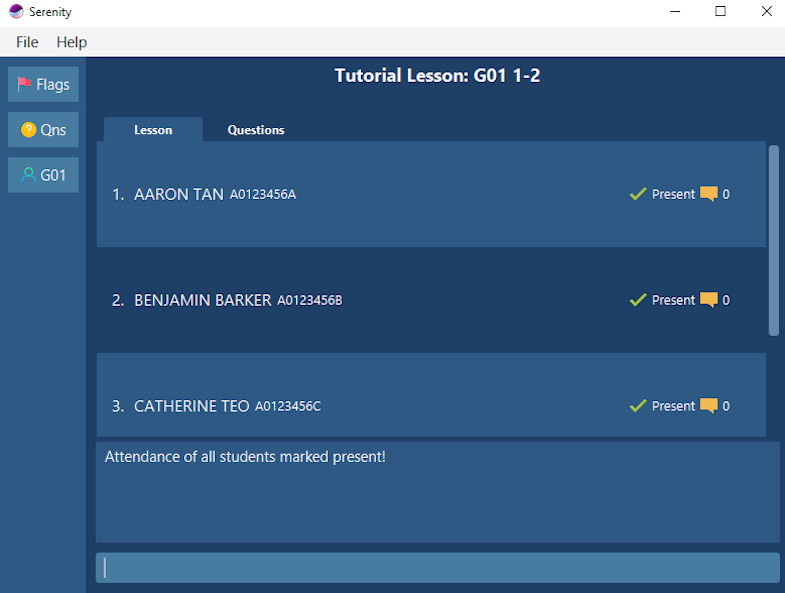 Serenity
File Help
Flags
Qns
G01
Tutorial Lesson: G01 1-2
Lesson Questions
1. AARON TAN A0123456A Present 0
2. BENJAMIN BARKER A0123456B Present 0
3. CATHERINE TEO A0123456C Present 0
Attendance of all students marked present!